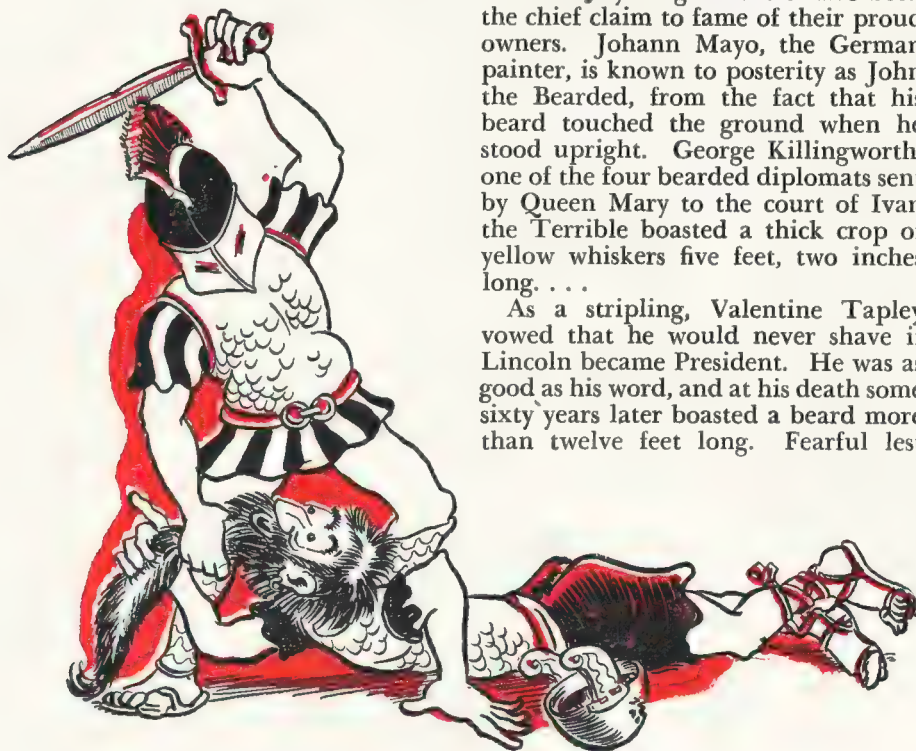 the chief claim to fame of their proud
owners. Johann Mayo, the German
painter, is known to posterity as John
the Bearded, from the fact that his
beard touched the ground when he
stood upright. George Killingworth,
one of the four bearded diplomats sent
by Queen Mary to the court of Ivan
the Terrible boasted a thick crop of
yellow whiskers five feet, two inches
long. . . .
As a stripling, Valentine Tapley
vowed that he would never shave if
Lincoln became President. He was as
good as his word, and at his death some
sixty years later boasted a beard more
than twelve feet long. Fearful lest